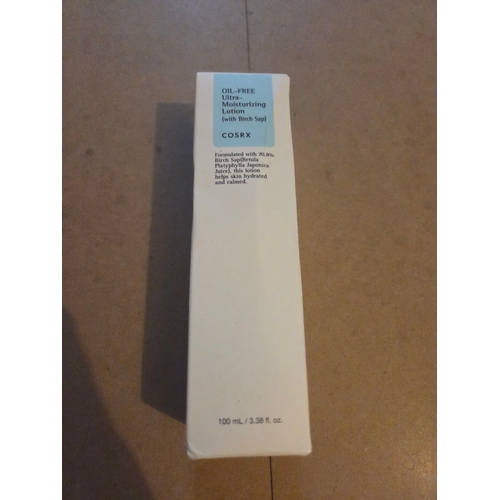 OIL-FREE
Ultra-
Moisturizing
Lotion
(with Birch Sap)
COSRX
Formulated with 70.8%
Birch Sap(Betula
Platyphylla Japonica
Juice), this lotion
helps skin hydrated
and calmed.
100 mL / 3.38 fl. oz.